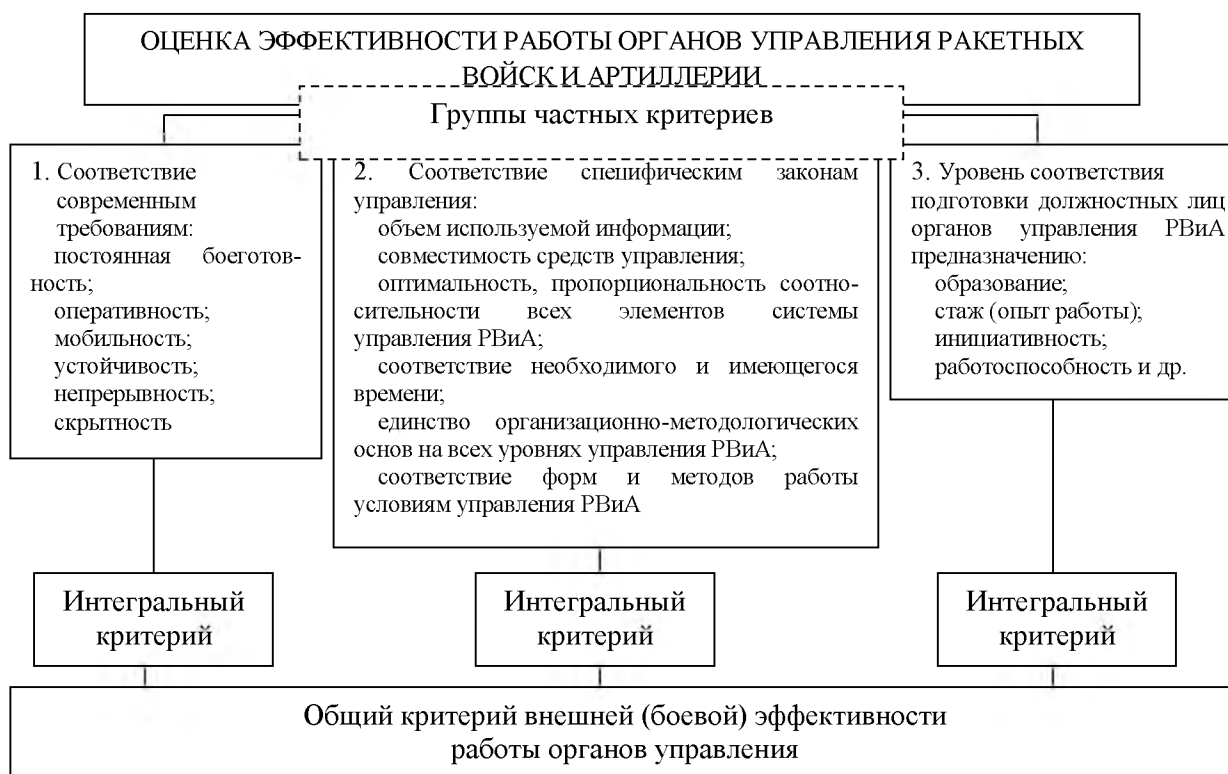 ОЦЕНКА ЭФФЕКТИВНОСТИ РАБОТЫ ОРГАНОВ УПРАВЛЕНИЯ РАКЕТНЫХ
ВОЙСК И АРТИЛЛЕРИИ
Группы частных критериев
1. Соответствие
современным
требованиям:
постоянная боеготов-
ность;
оперативность;
мобильность;
устойчивость;
непрерывность;
скрытность
2. Соответствие специфическим законам
управления:
объем используемой информации;
совместимость средств управления;
оптимальность, пропорциональность соотно-
сительности всех элементов системы
управления РВиА;
соответствие необходимого и имеющегося
времени;
единство организационно-методологических
основ на всех уровнях управления РВиА;
соответствие форм и методов работы
условиям управления РВиА
3. Уровень соответствия
подготовки должностных лиц
органов управления РВиА
предназначению:
образование;
стаж (опыт работы);
инициативность;
работоспособность и др.
Интегральный
критерий
Интегральный
критерий
Интегральный
критерий
Общий критерий внешней (боевой) эффективности
работы органов управления